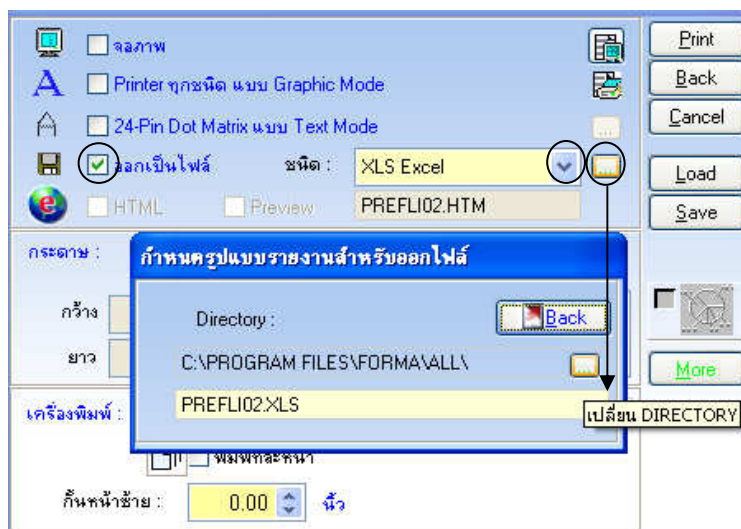 จอภาพ
Print
Printer ทุกชนิด แบบ Graphic Mode
Back
24-Pin Dot Matrix แบบ Text Mode
...
Cancel
ออกเป็นไฟล์ ชนิด : XLS Excel ...
Load
HTML Preview PREFLI02.HTM
Save
กระดาษ :
กำหนดรูปแบบรายงานสำหรับออกไฟล์
กว้าง
Directory :
Back
ยาว
C:\PROGRAM FILES\FORMA\ALL\ ...
More
PREFLI02.XLS
เครื่องพิมพ์ :
เปลี่ยน DIRECTORY
พิมพ์ทีละหน้า
กั้นหน้าซ้าย : 0.00 นิ้ว